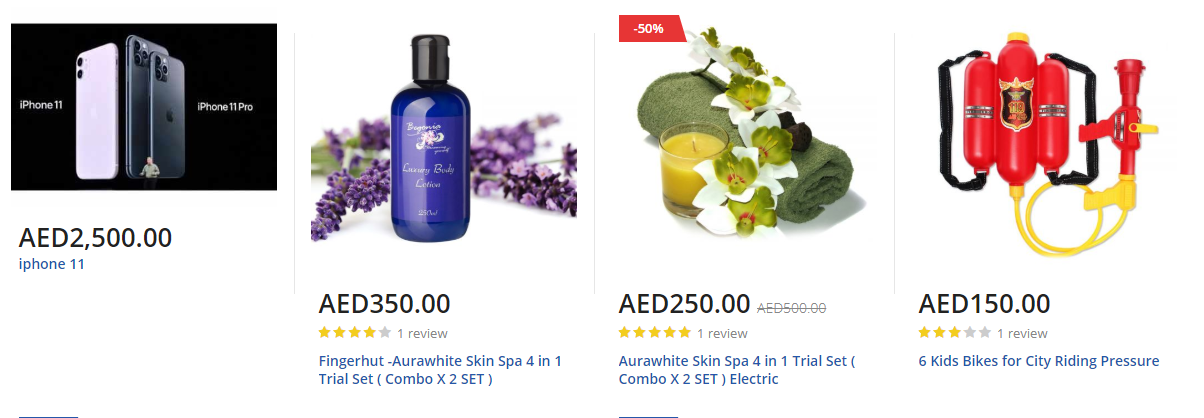 iPhone 11
iPhone 11 Pro
AED2,500.00
iphone 11
Begonia
Luxury Body
Lotion
250ml
AED350.00
1 review
Fingerhut -Aurawhite Skin Spa 4 in 1
Trial Set ( Combo X 2 SET )
-50%
AED250.00 AED500.00
1 review
Aurawhite Skin Spa 4 in 1 Trial Set (
Combo X 2 SET ) Electric
119
AED150.00
1 review
6 Kids Bikes for City Riding Pressure